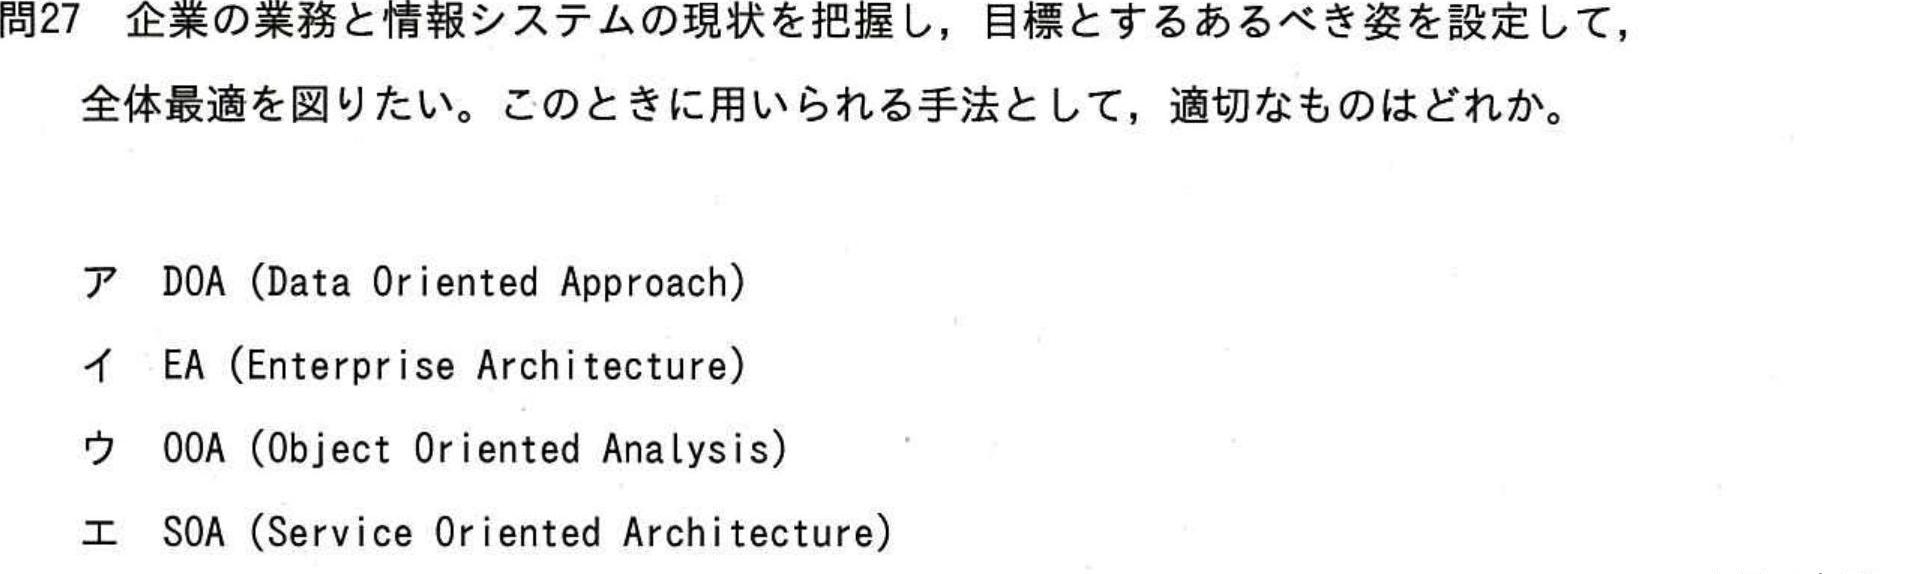 問27 企業の業務と情報システムの現状を把握し，目標とするあるべき姿を設定して，
全体最適を図りたい。このときに用いられる手法として，適切なものはどれか。
ア DOA (Data Oriented Approach)
イ EA (Enterprise Architecture)
ウ OOA (Object Oriented Analysis)
エ SOA (Service Oriented Architecture)